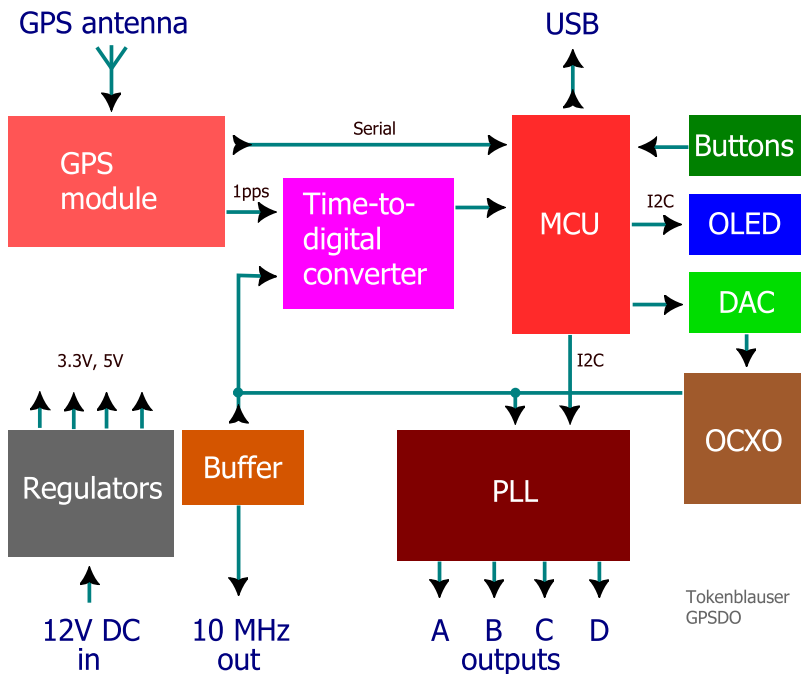 GPS antenna
USB
GPS
module
Serial
1pps
Time-to-
digital
converter
MCU
Buttons
I2C
OLED
DAC
3.3V, 5V
I2C
Regulators
Buffer
PLL
OCXO
12V DC
in
10 MHz
out
A B C D
outputs
Tokenblauser
GPSDO